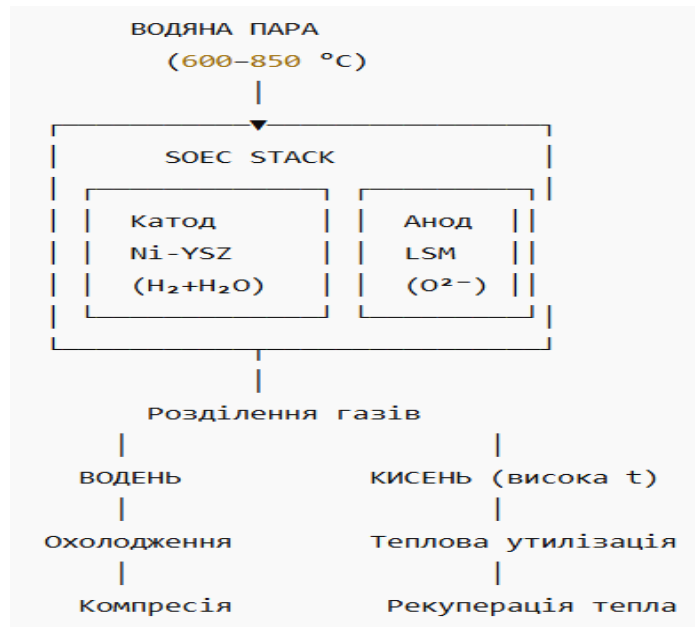 ВОДЯНА ПАРА
(600–850 °C)
SOEC STACK
Катод Анод
Ni-YSZ LSM
(H₂+H₂O) (O²⁻)
Розділення газів
ВОДЕНЬ КИСЕНЬ (висока t)
Охолодження Теплова утилізація
Компресія Рекуперація тепла